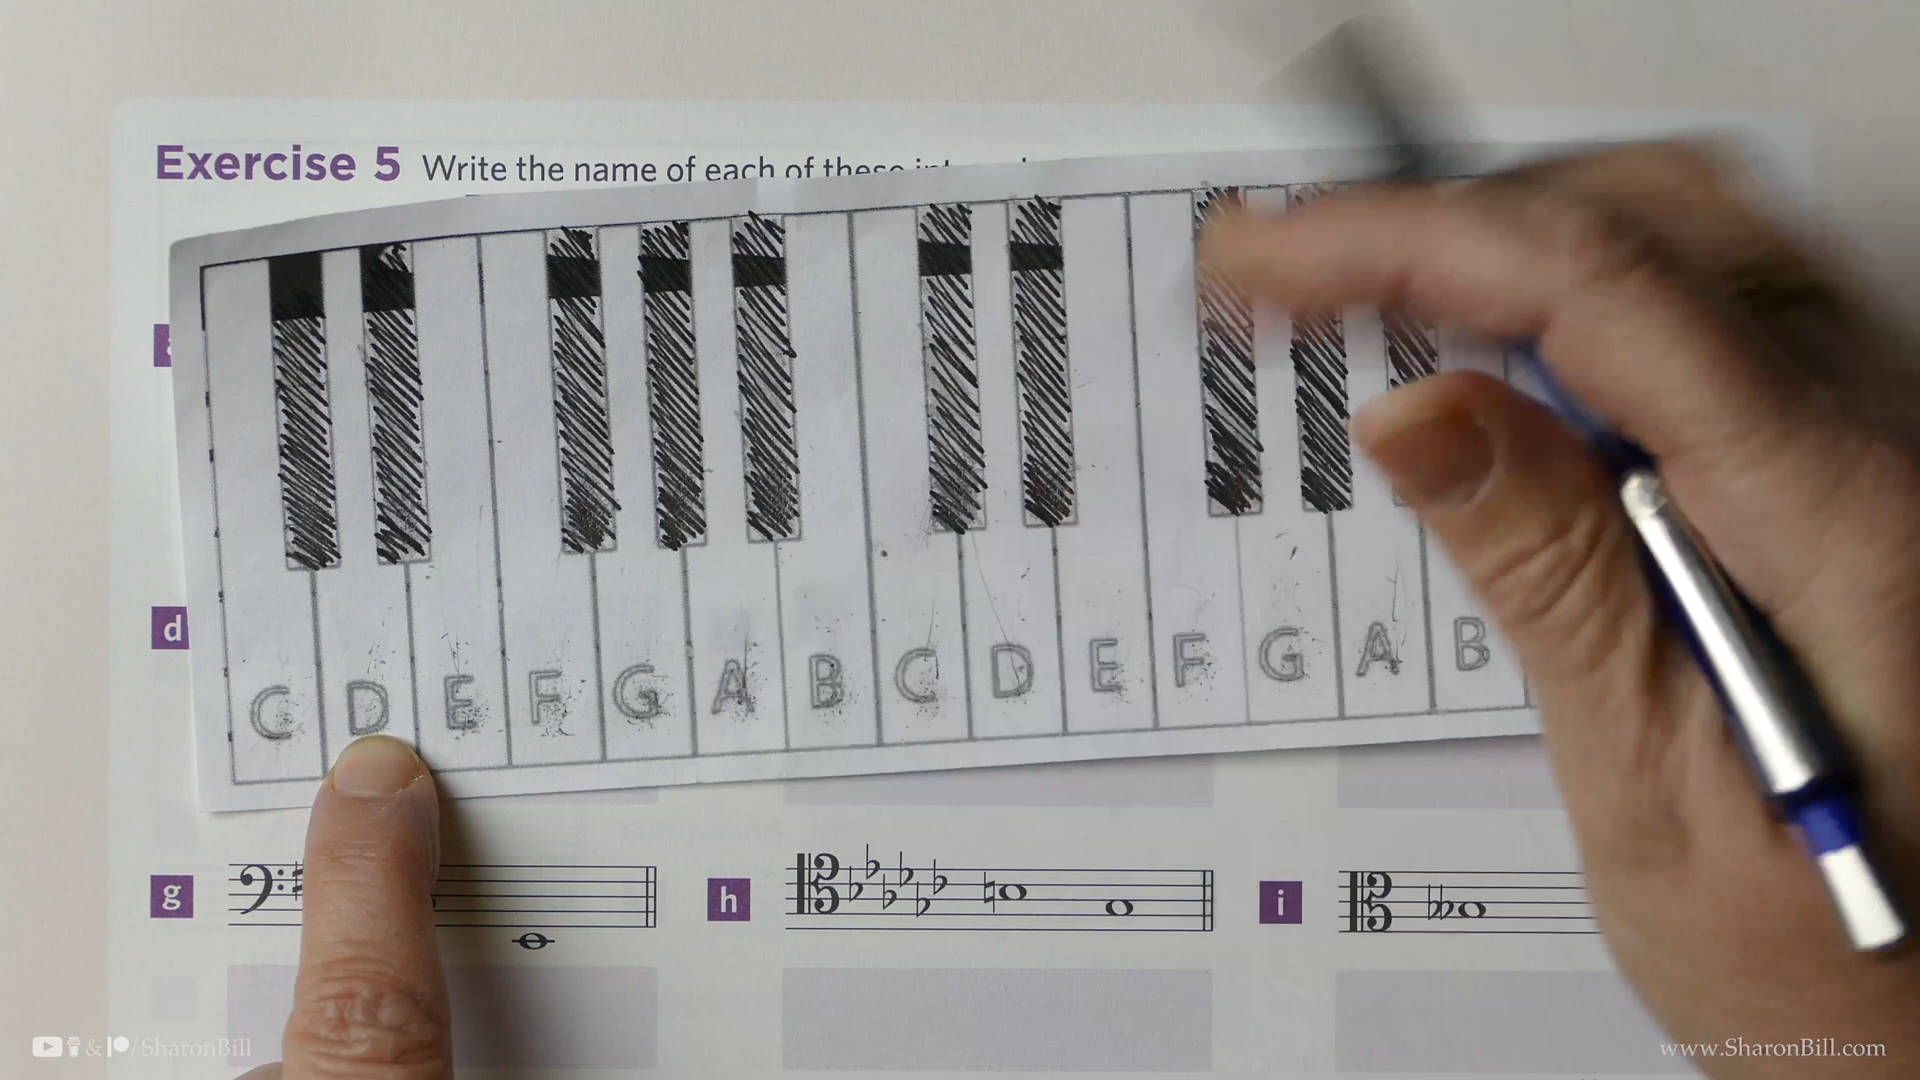 Exercise 5 Write the name of each of these
d
C D E F G A B C D E F G A B
g h i
/SharonBill
www.SharonBill.com